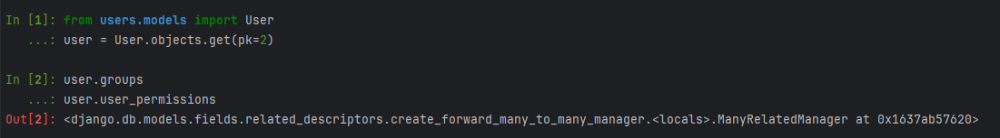 In [1]: from users.models import User
   ...: user = User.objects.get(pk=2)
In [2]: user.groups
   ...: user.user_permissions
Out[2]: <django.db.models.fields.related_descriptors.create_forward_many_to_many_manager.<locals>.ManyRelatedManager at 0x1637ab57620>